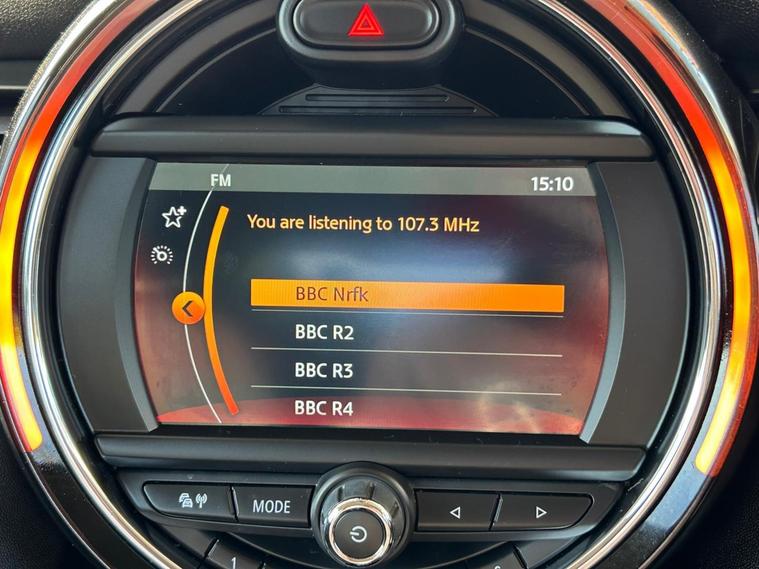 FM 15:10
You are listening to 107.3 MHz
BBC Nrfk
BBC R2
BBC R3
BBC R4
MODE
1